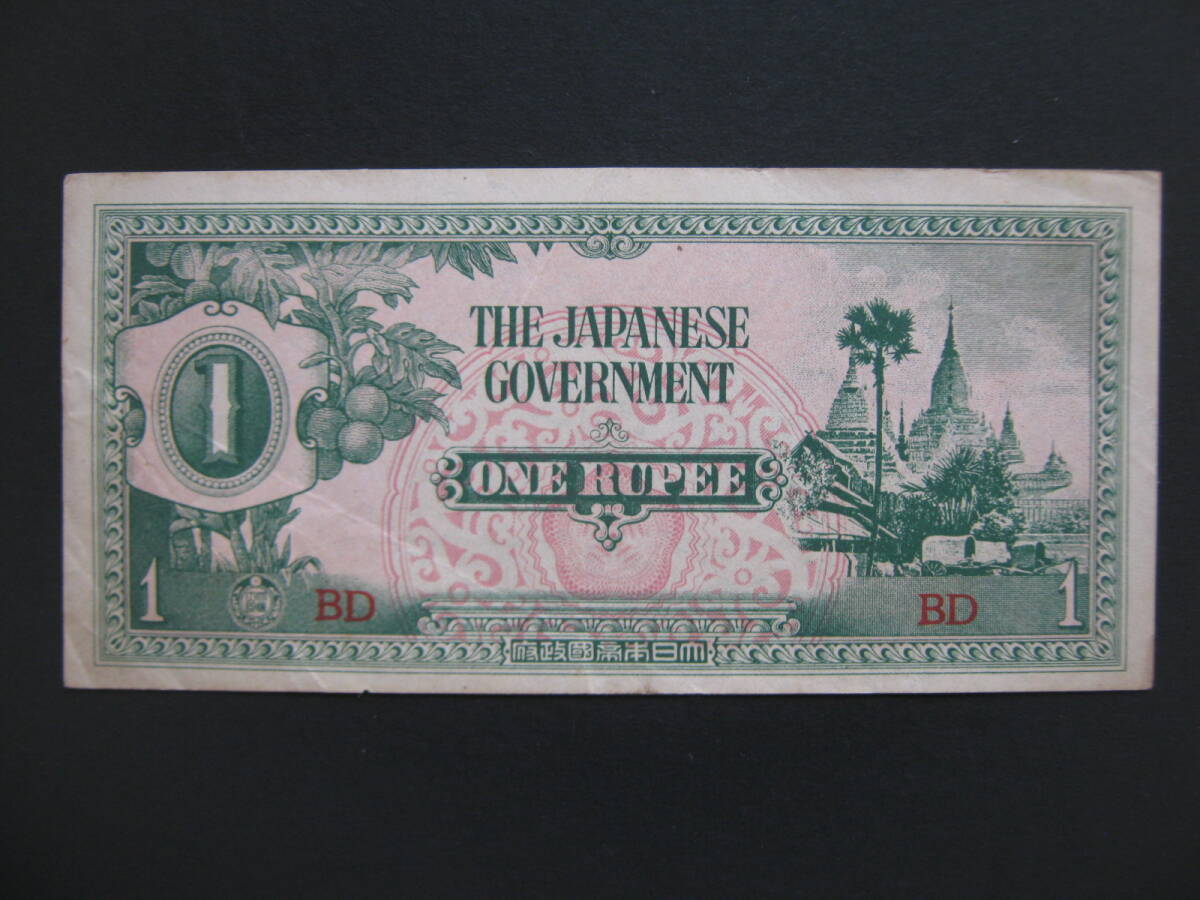 THE JAPANESE
GOVERNMENT
1
ONE RUPEE
1
BD
BD
1
府政國帝本日大